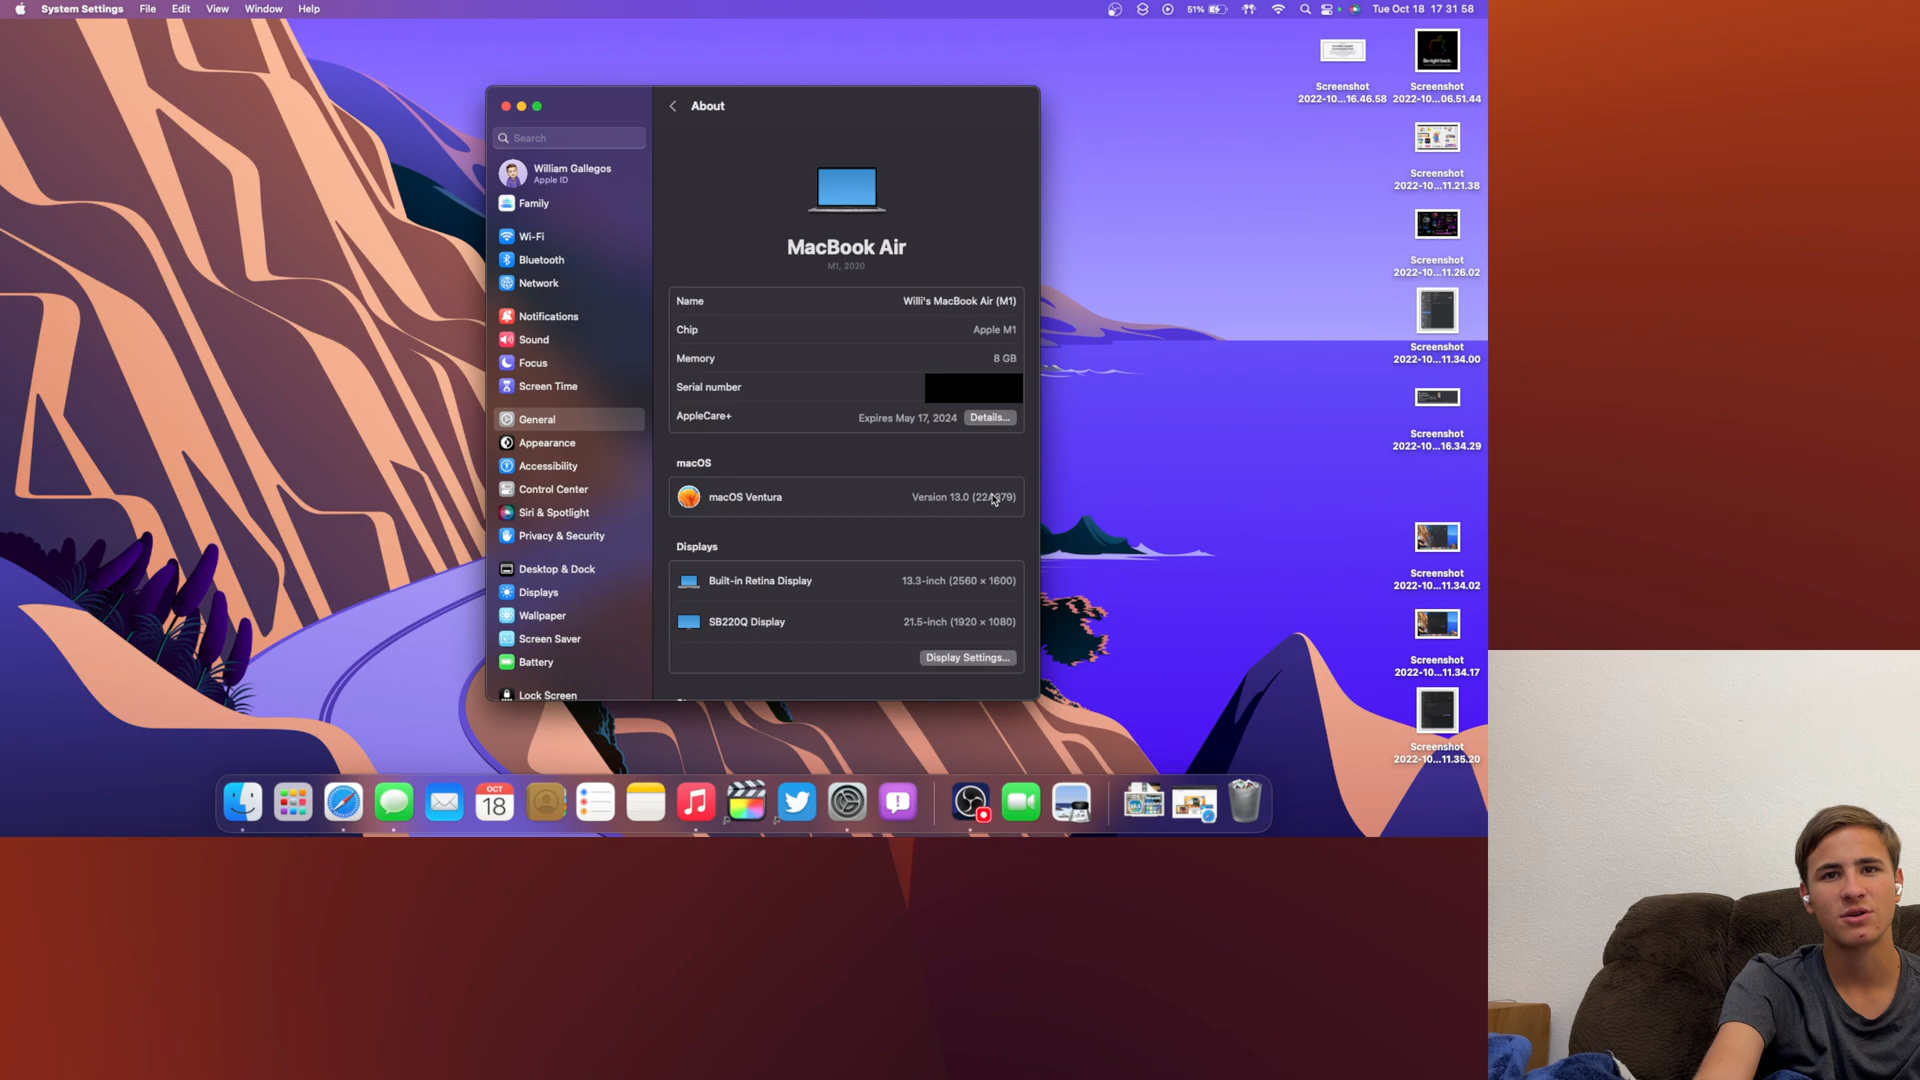 System Settings File Edit View Window Help
51% Tue Oct 18 17 31 58
About
Search
William Gallegos
Apple ID
Family
Wi-Fi
Bluetooth
Network
Notifications
Sound
Focus
Screen Time
General
Appearance
Accessibility
Control Center
Siri & Spotlight
Privacy & Security
Desktop & Dock
Displays
Wallpaper
Screen Saver
Battery
Lock Screen
MacBook Air
M1, 2020
Name Willi's MacBook Air (M1)
Chip Apple M1
Memory 8 GB
Serial number
AppleCare+ Expires May 17, 2024 Details...
macOS
macOS Ventura Version 13.0
Displays
Built-in Retina Display 13.3-inch (2560 × 1600)
SB220Q Display 21.5-inch (1920 × 1080)
Display Settings...
Screenshot
2022-10...16.46.58
Be right back.
Screenshot
2022-10...06.51.44
Screenshot
2022-10...11.21.38
Screenshot
2022-10...11.26.02
Screenshot
2022-10...11.34.00
Screenshot
2022-10...16.34.29
Screenshot
2022-10...11.34.02
Screenshot
2022-10...11.34.17
Screenshot
2022-10...11.35.20
OCT
18